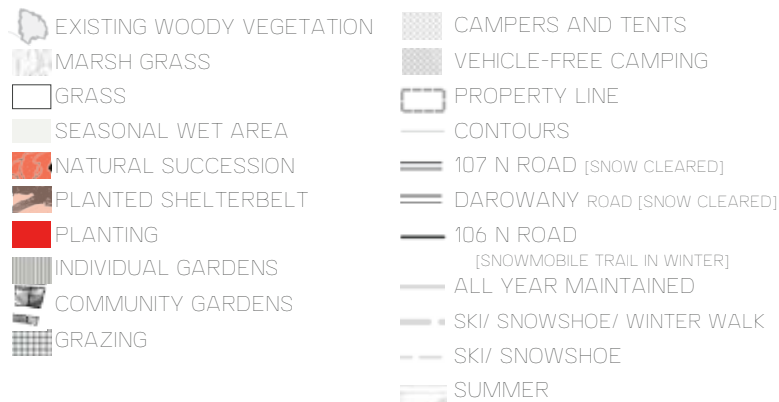 EXISTING WOODY VEGETATION
MARSH GRASS
GRASS
SEASONAL WET AREA
NATURAL SUCCESSION
PLANTED SHELTERBELT
PLANTING
INDIVIDUAL GARDENS
COMMUNITY GARDENS
GRAZING
CAMPERS AND TENTS
VEHICLE-FREE CAMPING
PROPERTY LINE
CONTOURS
107 N ROAD [SNOW CLEARED]
DAROWANY ROAD [SNOW CLEARED]
106 N ROAD
[SNOWMOBILE TRAIL IN WINTER]
ALL YEAR MAINTAINED
SKI/ SNOWSHOE/ WINTER WALK
SKI/ SNOWSHOE
SUMMER